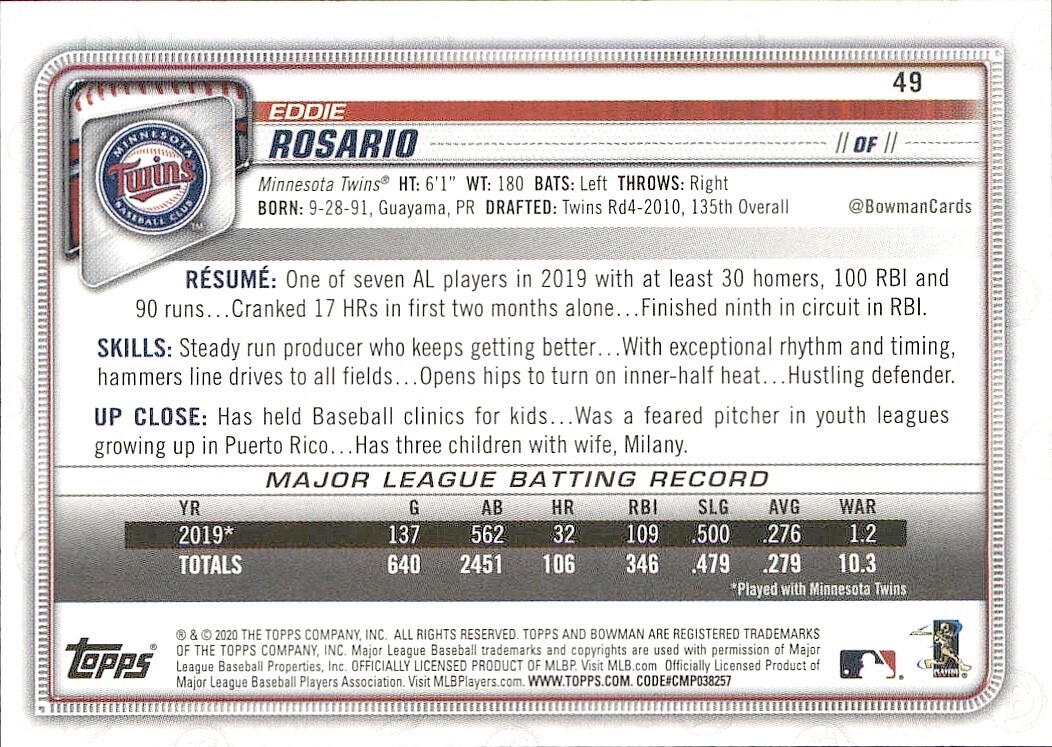 49
EDDIE
ROSARIO // OF //
MINNESOTA
Twins
BASEBALL CLUB
TM
Minnesota Twins® HT: 6'1" WT: 180 BATS: Left THROWS: Right
BORN: 9-28-91, Guayama, PR DRAFTED: Twins Rd4-2010, 135th Overall @BowmanCards
RÉSUMÉ: One of seven AL players in 2019 with at least 30 homers, 100 RBI and
90 runs...Cranked 17 HRs in first two months alone...Finished ninth in circuit in RBI.
SKILLS: Steady run producer who keeps getting better...With exceptional rhythm and timing,
hammers line drives to all fields...Opens hips to turn on inner-half heat...Hustling defender.
UP CLOSE: Has held Baseball clinics for kids...Was a feared pitcher in youth leagues
growing up in Puerto Rico...Has three children with wife, Milany.
MAJOR LEAGUE BATTING RECORD
YR G AB HR RBI SLG AVG WAR
2019* 137 562 32 109 .500 .276 1.2
TOTALS 640 2451 106 346 .479 .279 10.3
*Played with Minnesota Twins
topps®
® & © 2020 THE TOPPS COMPANY, INC. ALL RIGHTS RESERVED. TOPPS AND BOWMAN ARE REGISTERED TRADEMARKS
OF THE TOPPS COMPANY, INC. Major League Baseball trademarks and copyrights are used with permission of Major
League Baseball Properties, Inc. OFFICIALLY LICENSED PRODUCT OF MLBP. Visit MLB.com Officially Licensed Product of
Major League Baseball Players Association. Visit MLBPlayers.com. WWW.TOPPS.COM. CODE#CMP038257